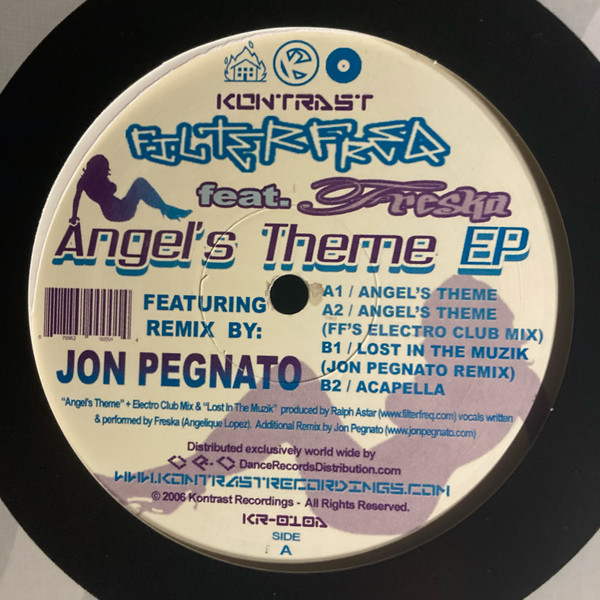 KONTRAST
FILTERFREQ
feat. Freska
Angel's Theme EP
FEATURING
REMIX BY:
JON PEGNATO
A1 / ANGEL'S THEME
A2 / ANGEL'S THEME
(FF'S ELECTRO CLUB MIX)
B1 / LOST IN THE MUZIK
(JON PEGNATO REMIX)
B2 / ACAPELLA
"Angel's Theme" + Electro Club Mix & "Lost In The Muzik" produced by Ralph Astar (www.filterfreq.com) vocals written
& performed by Freska (Angelique Lopez). Additional Remix by Jon Pegnato (www.jonpegnato.com)
Distributed exclusively world wide by
DanceRecordsDistribution.com
WWW.KONTRASTRECORDINGS.COM
© 2006 Kontrast Recordings - All Rights Reserved.
KR-010A
SIDE
A